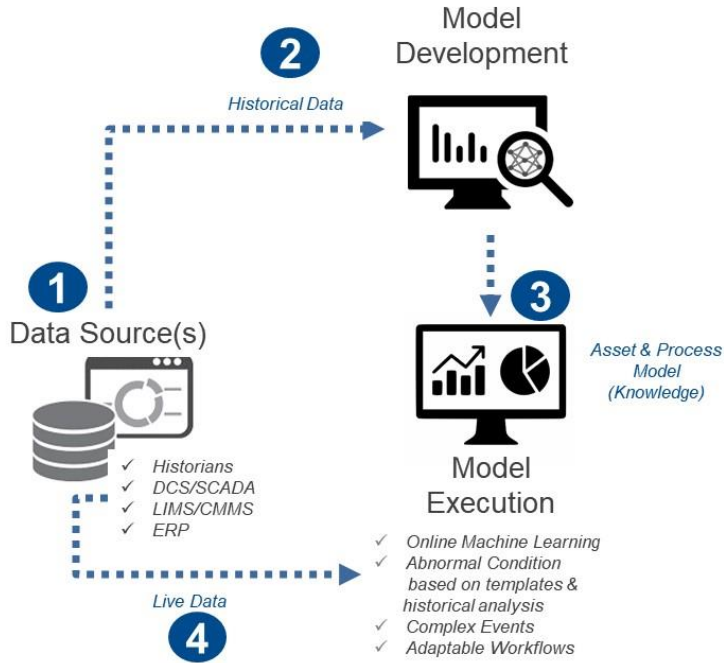 Model
Development
2
Historical Data
1
Data Source(s)
✓ Historians
✓ DCS/SCADA
✓ LIMS/CMMS
✓ ERP
3
Asset & Process
Model
(Knowledge)
Model
Execution
✓ Online Machine Learning
✓ Abnormal Condition
based on templates &
historical analysis
✓ Complex Events
✓ Adaptable Workflows
Live Data
4